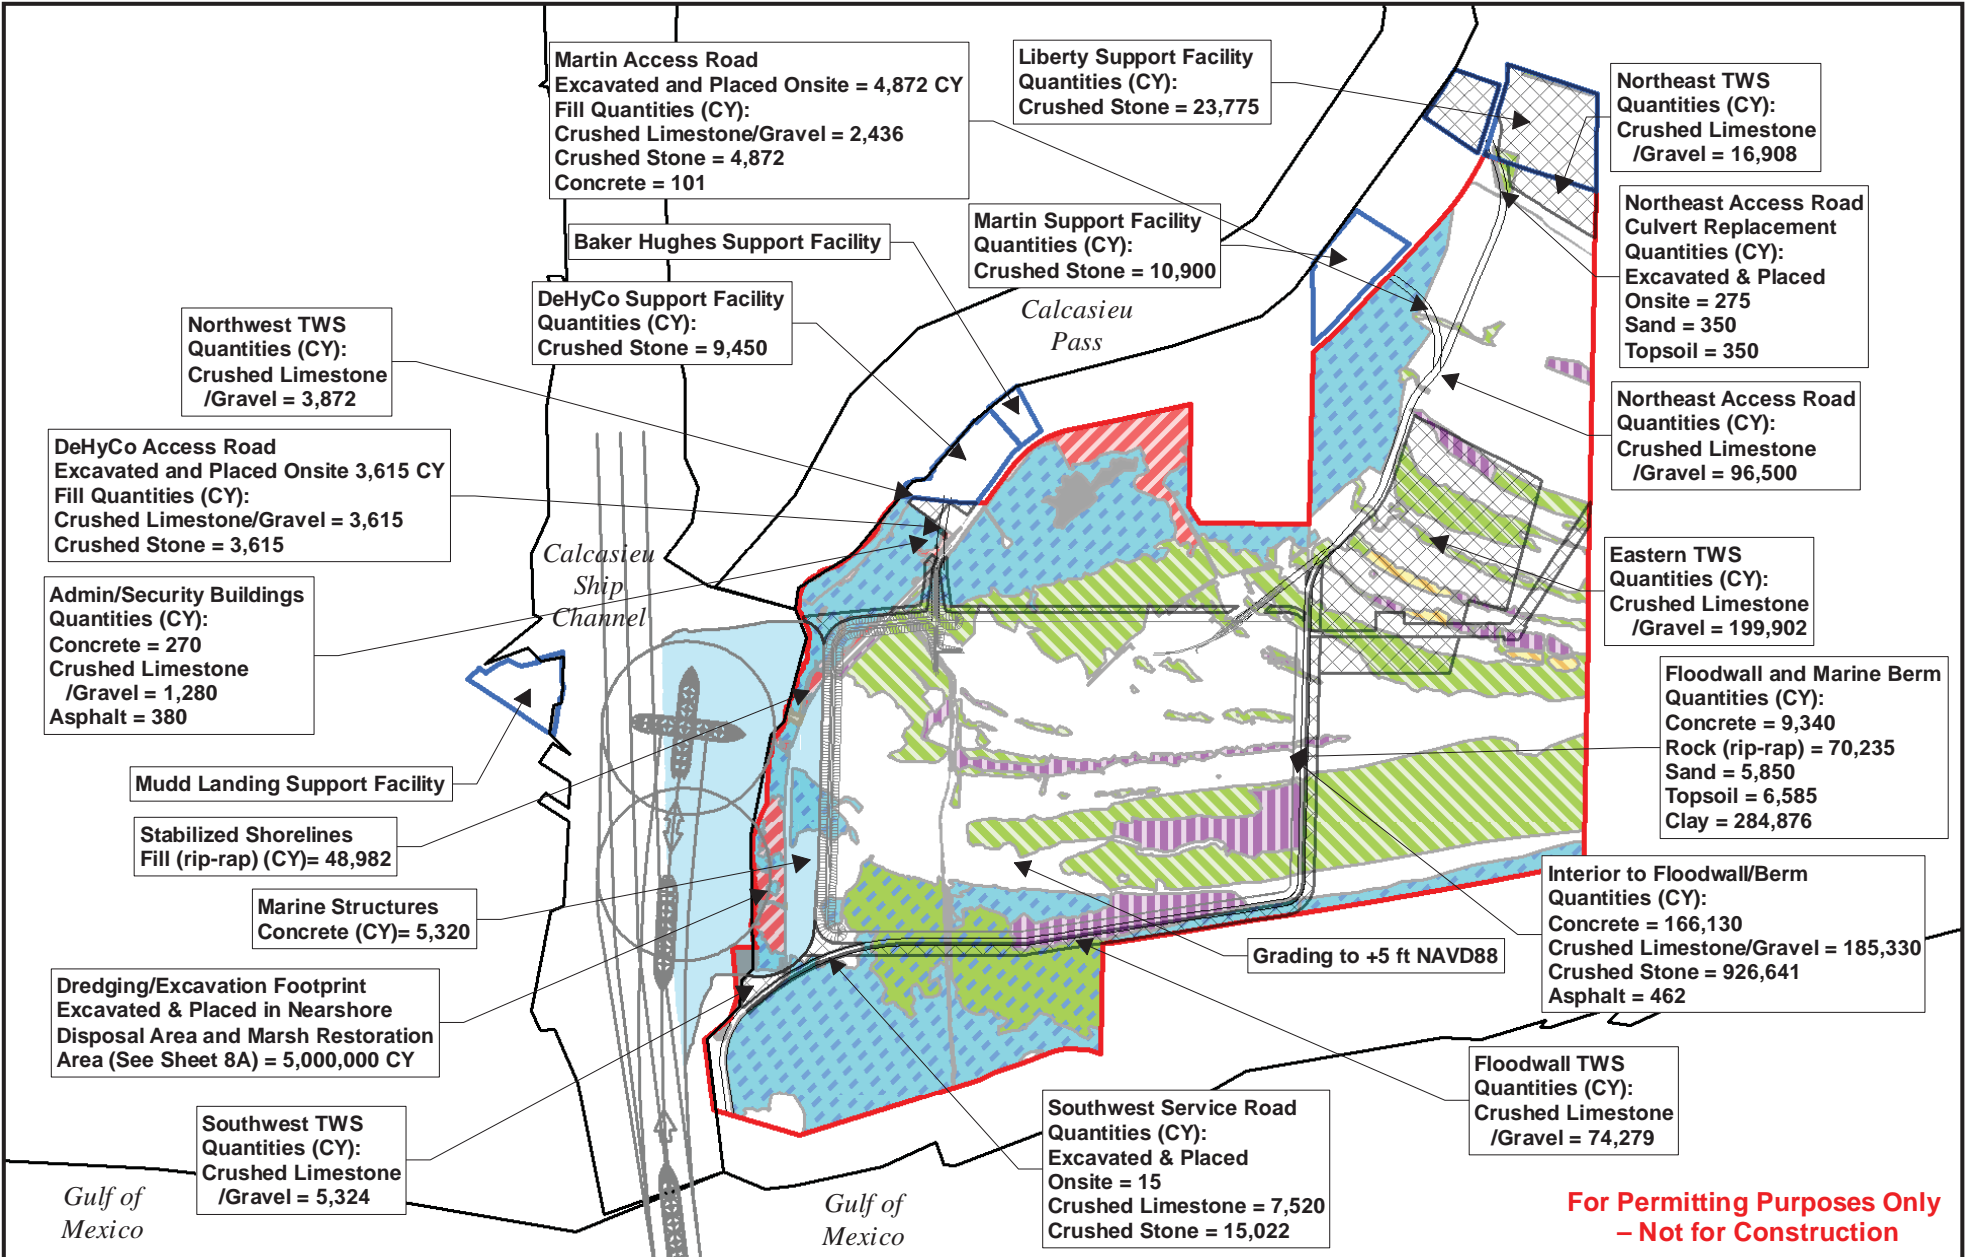 Martin Access Road
Excavated and Placed Onsite = 4,872 CY
Fill Quantities (CY):
Crushed Limestone/Gravel = 2,436
Crushed Stone = 4,872
Concrete = 101
Liberty Support Facility
Quantities (CY):
Crushed Stone = 23,775
Northeast TWS
Quantities (CY):
Crushed Limestone
/Gravel = 16,908
Northeast Access Road
Culvert Replacement
Quantities (CY):
Excavated & Placed
Onsite = 275
Sand = 350
Topsoil = 350
Martin Support Facility
Quantities (CY):
Crushed Stone = 10,900
Baker Hughes Support Facility
DeHyCo Support Facility
Quantities (CY):
Crushed Stone = 9,450
Calcasieu
Pass
Northwest TWS
Quantities (CY):
Crushed Limestone
/Gravel = 3,872
Northeast Access Road
Quantities (CY):
Crushed Limestone
/Gravel = 96,500
DeHyCo Access Road
Excavated and Placed Onsite 3,615 CY
Fill Quantities (CY):
Crushed Limestone/Gravel = 3,615
Crushed Stone = 3,615
Calcasieu
Ship
Channel
Eastern TWS
Quantities (CY):
Crushed Limestone
/Gravel = 199,902
Admin/Security Buildings
Quantities (CY):
Concrete = 270
Crushed Limestone
/Gravel = 1,280
Asphalt = 380
Floodwall and Marine Berm
Quantities (CY):
Concrete = 9,340
Rock (rip-rap) = 70,235
Sand = 5,850
Topsoil = 6,585
Clay = 284,876
Mudd Landing Support Facility
Stabilized Shorelines
Fill (rip-rap) (CY)= 48,982
Marine Structures
Concrete (CY)= 5,320
Interior to Floodwall/Berm
Quantities (CY):
Concrete = 166,130
Crushed Limestone/Gravel = 185,330
Crushed Stone = 926,641
Asphalt = 462
Grading to +5 ft NAVD88
Dredging/Excavation Footprint
Excavated & Placed in Nearshore
Disposal Area and Marsh Restoration
Area (See Sheet 8A) = 5,000,000 CY
Floodwall TWS
Quantities (CY):
Crushed Limestone
/Gravel = 74,279
Southwest TWS
Quantities (CY):
Crushed Limestone
/Gravel = 5,324
Southwest Service Road
Quantities (CY):
Excavated & Placed
Onsite = 15
Crushed Limestone = 7,520
Crushed Stone = 15,022
Gulf of
Mexico
Gulf of
Mexico
For Permitting Purposes Only
– Not for Construction